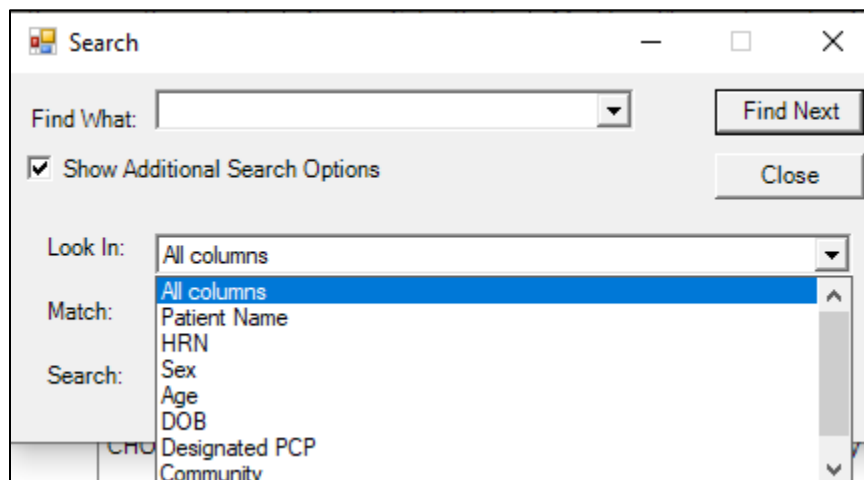 Search
Find What:
Find Next
Show Additional Search Options
Close
Look In:
All columns
All columns
Match:
Patient Name
HRN
Search:
Sex
Age
DOB
CHO
Designated PCP
Community